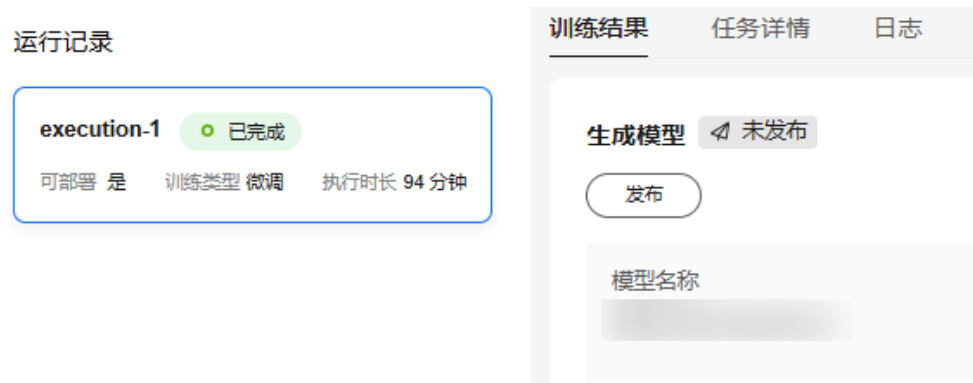 运行记录
execution-1 已完成
可部署 是 训练类型 微调 执行时长 94 分钟
训练结果 任务详情 日志
生成模型 未发布
发布
模型名称